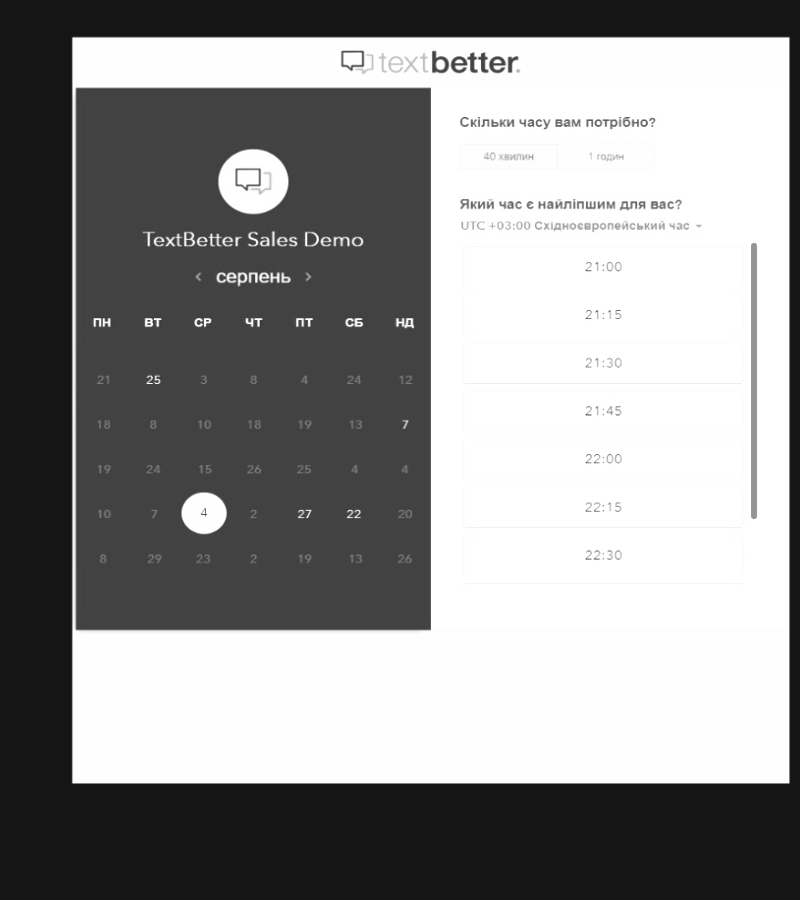 textbetter.
TextBetter Sales Demo
‹ серпень ›
ПН ВТ СР ЧТ ПТ СБ НД
21 25 3 8 4 24 12
18 8 10 18 19 13 7
19 24 15 26 25 4 4
10 7 4 2 27 22 20
8 29 23 2 19 13 26
Скільки часу вам потрібно?
40 хвилин 1 годин
Який час є найліпшим для вас?
UTC +03:00 Східноєвропейський час
21:00
21:15
21:30
21:45
22:00
22:15
22:30